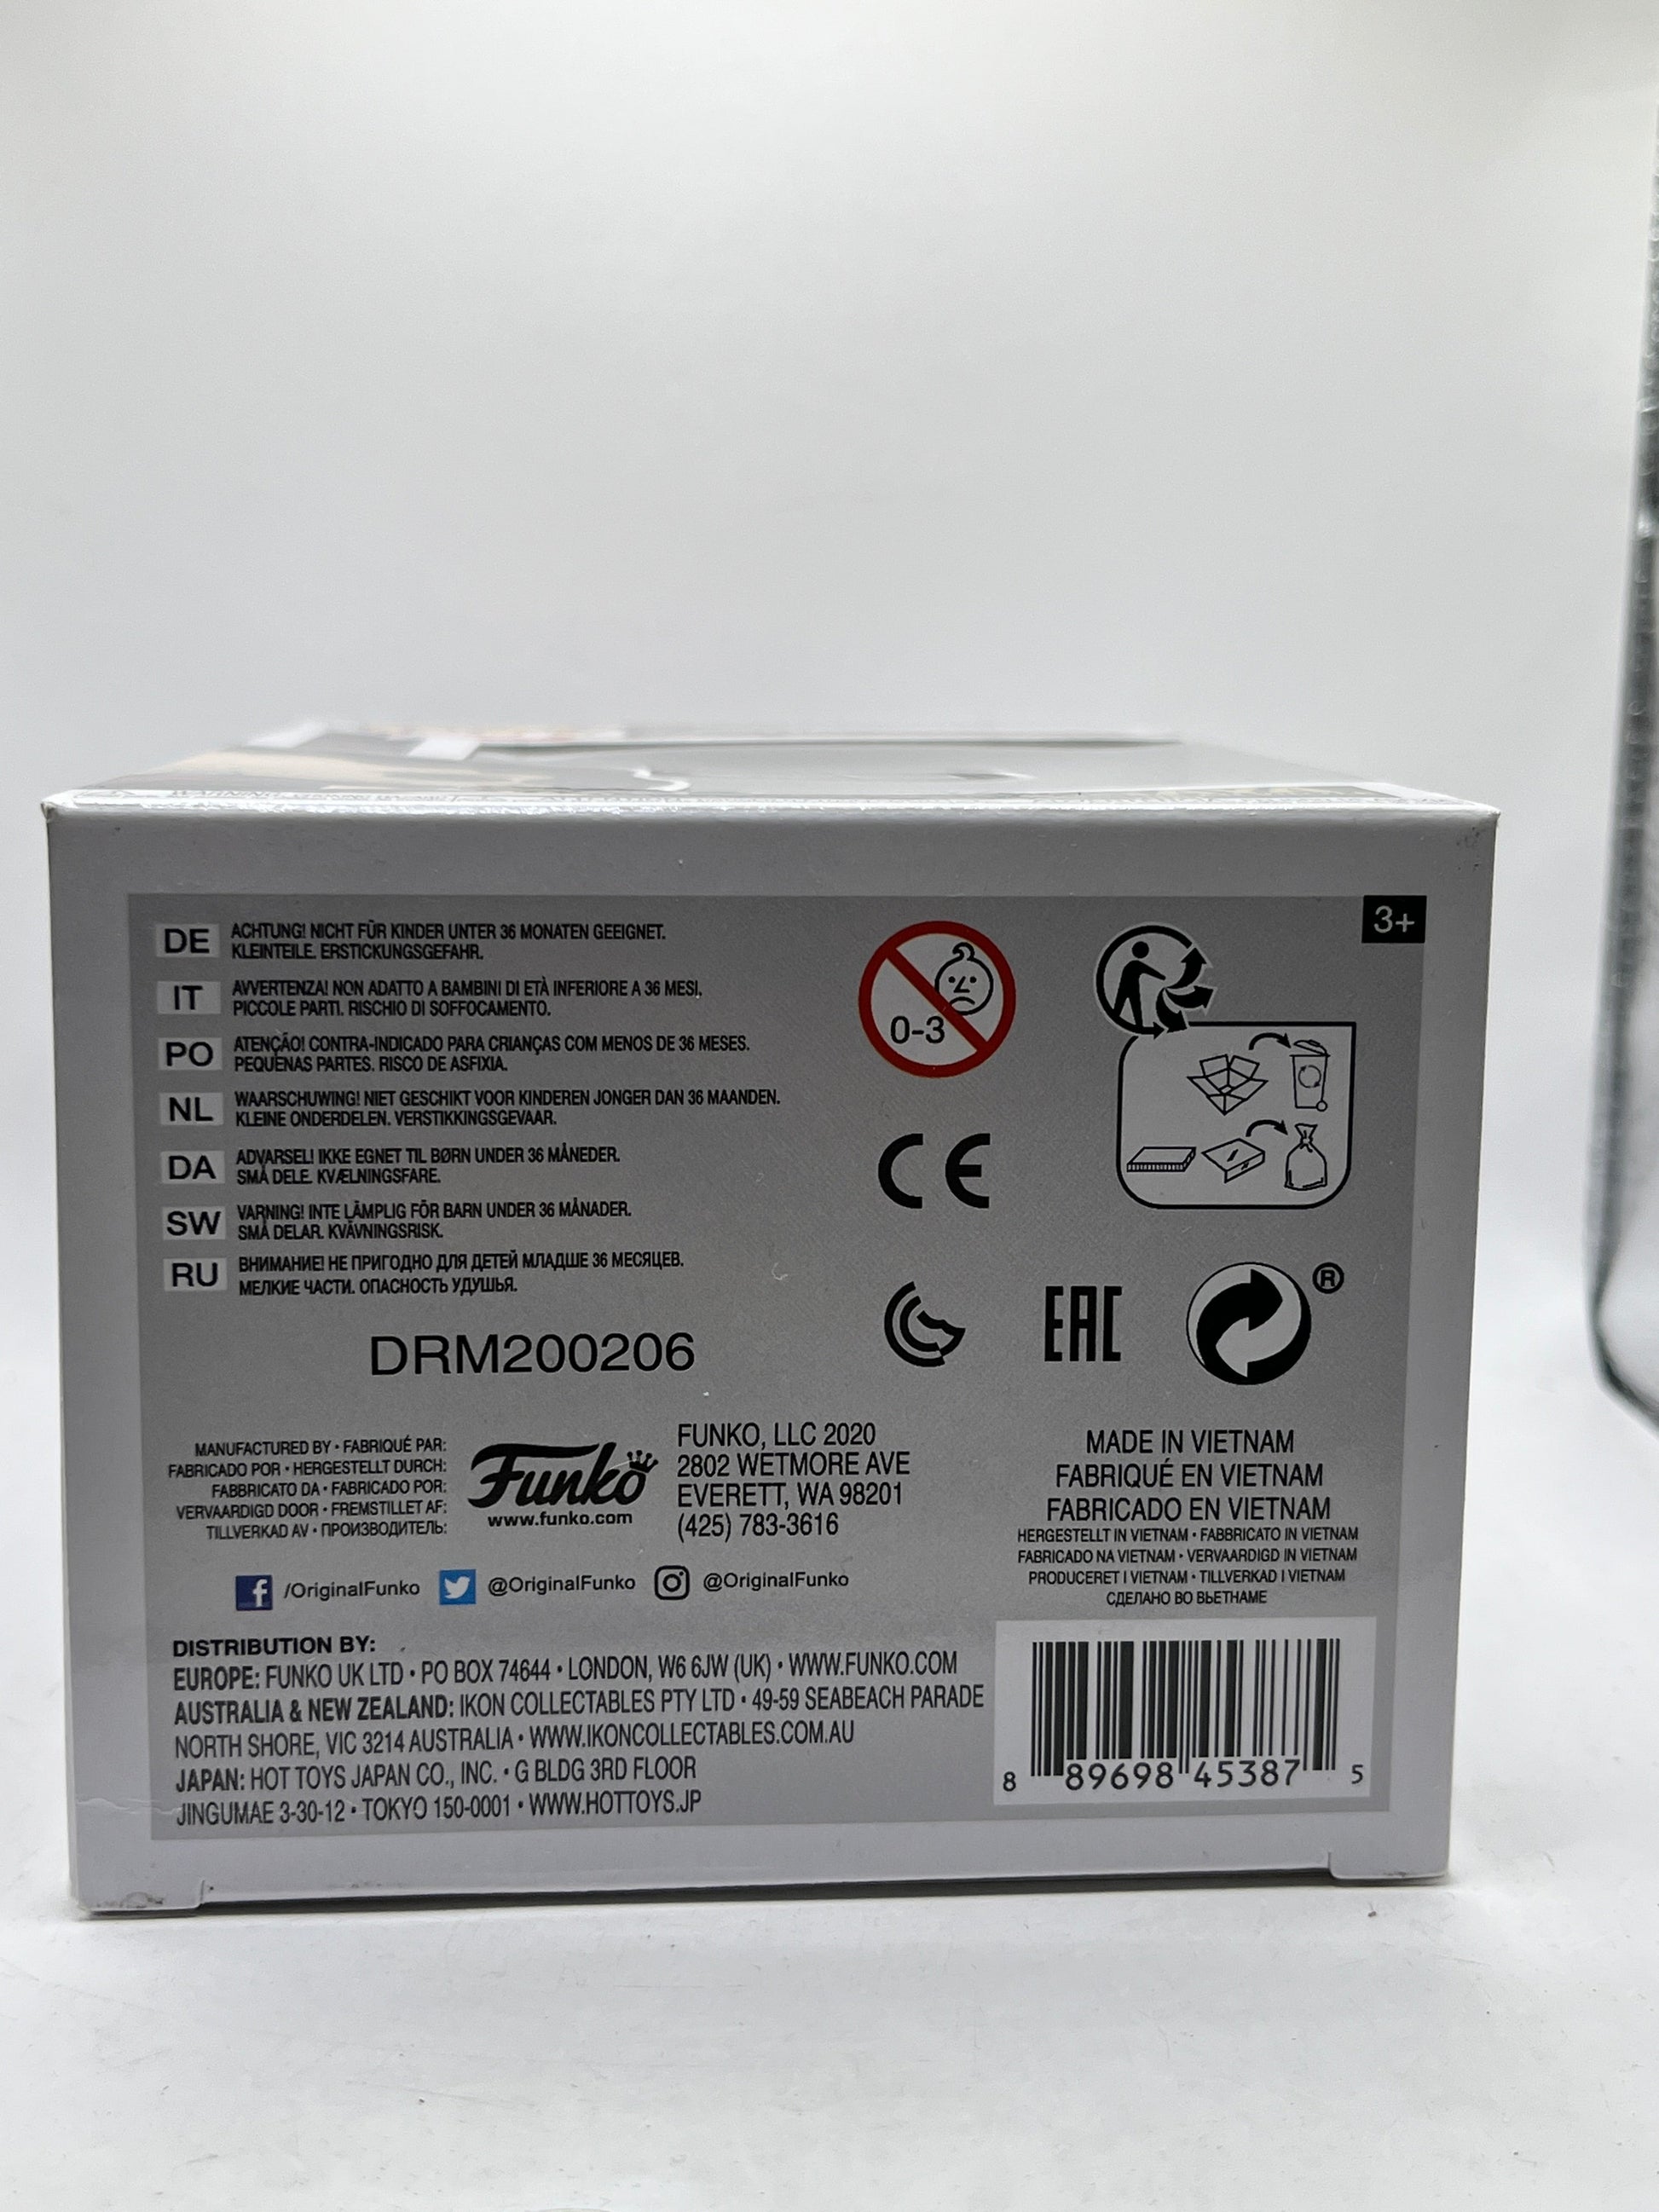 3+
DE ACHTUNG! NICHT FÜR KINDER UNTER 36 MONATEN GEEIGNET.
KLEINTEILE. ERSTICKUNGSGEFAHR.
IT AVVERTENZA! NON ADATTO A BAMBINI DI ETÀ INFERIORE A 36 MESI.
PICCOLE PARTI. RISCHIO DI SOFFOCAMENTO.
PO ATENÇÃO! CONTRA-INDICADO PARA CRIANÇAS COM MENOS DE 36 MESES.
PEQUENAS PARTES. RISCO DE ASFIXIA.
NL WAARSCHUWING! NIET GESCHIKT VOOR KINDEREN JONGER DAN 36 MAANDEN.
KLEINE ONDERDELEN. VERSTIKKINGSGEVAAR.
DA ADVARSEL! IKKE EGNET TIL BØRN UNDER 36 MÅNEDER.
SMÅ DELE. KVÆLNINGSFARE.
SW VARNING! INTE LÄMPLIG FÖR BARN UNDER 36 MÅNADER.
SMÅ DELAR. KVÄVNINGSRISK.
RU ВНИМАНИЕ! НЕ ПРИГОДНО ДЛЯ ДЕТЕЙ МЛАДШЕ 36 МЕСЯЦЕВ.
МЕЛКИЕ ЧАСТИ. ОПАСНОСТЬ УДУШЬЯ.
0-3
CE
EAC
®
DRM200206
MANUFACTURED BY • FABRIQUÉ PAR:
FABRICADO POR • HERGESTELLT DURCH:
FABBRICATO DA • FABRICADO POR:
VERVAARDIGD DOOR • FREMSTILLET AF:
TILLVERKAD AV • ПРОИЗВОДИТЕЛЬ:
Funko
www.funko.com
FUNKO, LLC 2020
2802 WETMORE AVE
EVERETT, WA 98201
(425) 783-3616
MADE IN VIETNAM
FABRIQUÉ EN VIETNAM
FABRICADO EN VIETNAM
HERGESTELLT IN VIETNAM • FABBRICATO IN VIETNAM
FABRICADO NA VIETNAM • VERVAARDIGD IN VIETNAM
PRODUCERET I VIETNAM • TILLVERKAD I VIETNAM
СДЕЛАНО ВО ВЬЕТНАМЕ
f /OriginalFunko @OriginalFunko @OriginalFunko
DISTRIBUTION BY:
EUROPE: FUNKO UK LTD • PO BOX 74644 • LONDON, W6 6JW (UK) • WWW.FUNKO.COM
AUSTRALIA & NEW ZEALAND: IKON COLLECTABLES PTY LTD • 49-59 SEABEACH PARADE
NORTH SHORE, VIC 3214 AUSTRALIA • WWW.IKONCOLLECTABLES.COM.AU
JAPAN: HOT TOYS JAPAN CO., INC. • G BLDG 3RD FLOOR
JINGUMAE 3-30-12 • TOKYO 150-0001 • WWW.HOTTOYS.JP
8 89698 45387 5